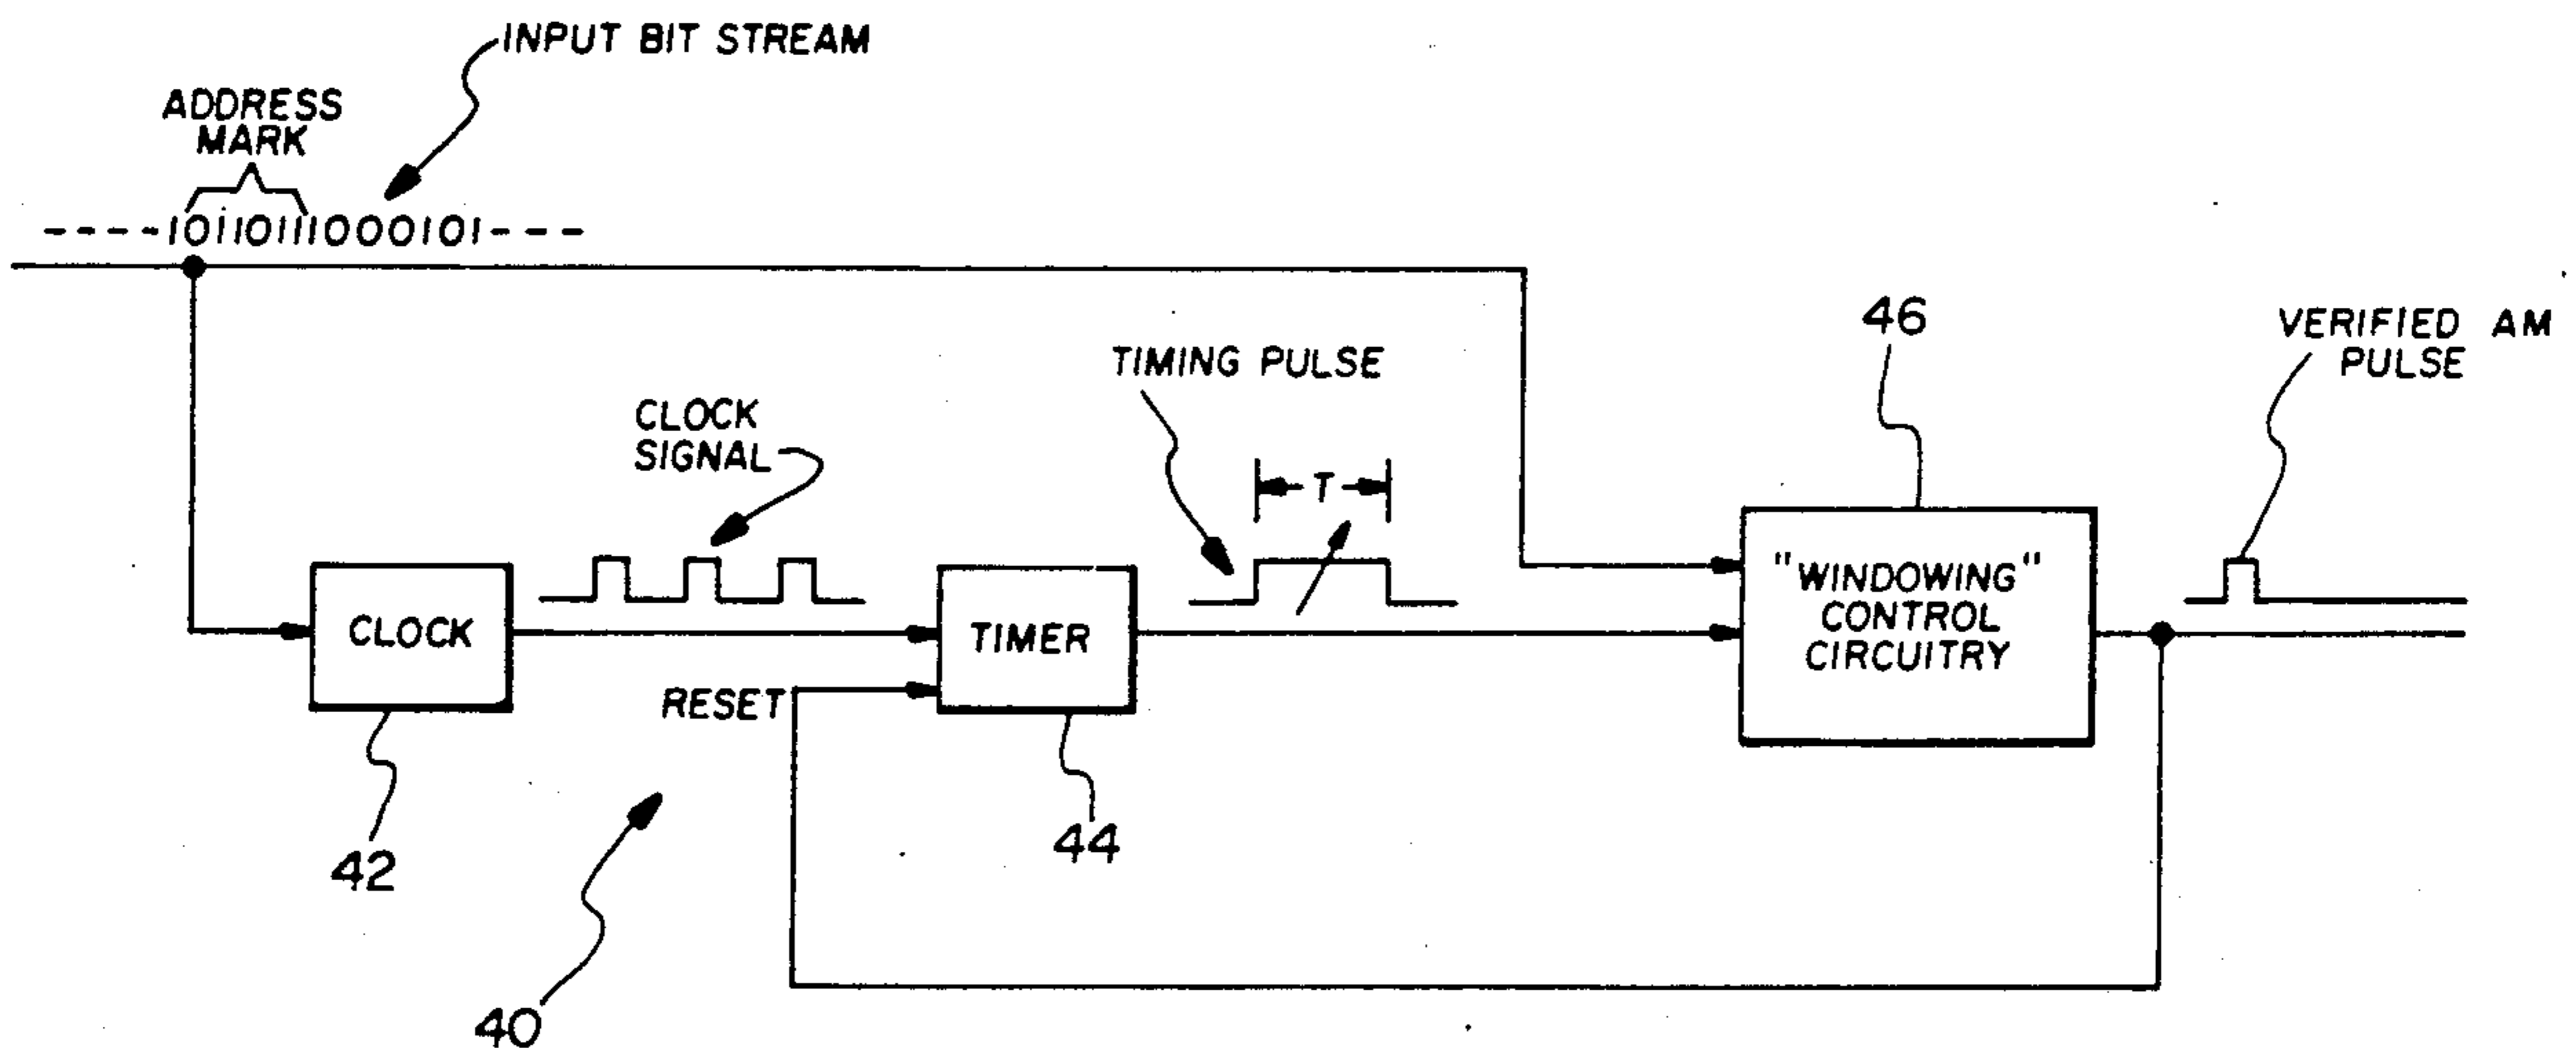 INPUT BIT STREAM
ADDRESS
MARK
----10110111000101---
46
VERIFIED AM
PULSE
TIMING PULSE
CLOCK
SIGNAL
T
CLOCK
TIMER
"WINDOWING"
CONTROL
CIRCUITRY
RESET
42
44
40